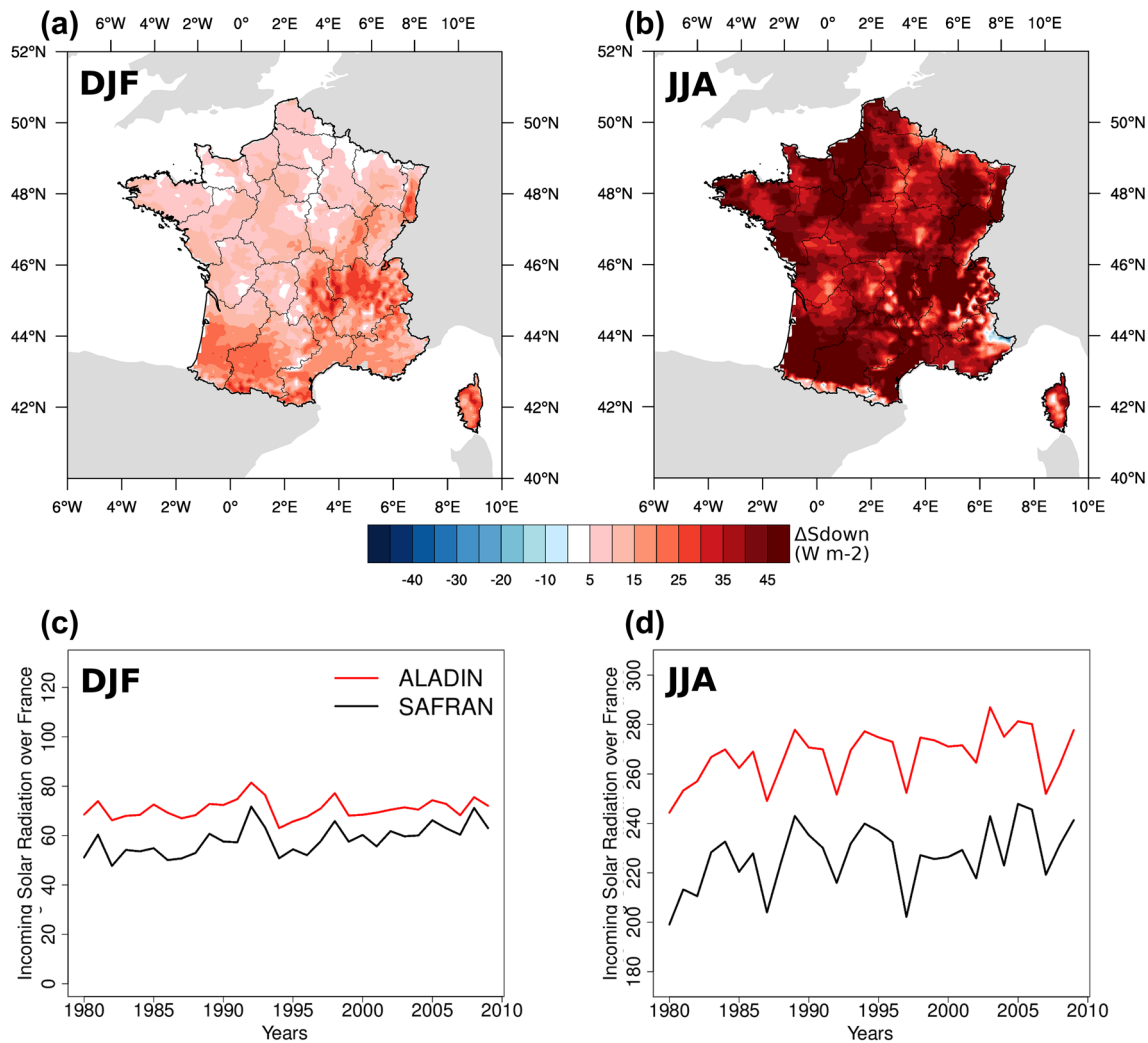 (a)
(b)
6°W 4°W 2°W 0° 2°E 4°E 6°E 8°E 10°E
6°W 4°W 2°W 0° 2°E 4°E 6°E 8°E 10°E
52°N
52°N
DJF
JJA
50°N 50°N 50°N 50°N
48°N 48°N 48°N 48°N
46°N 46°N 46°N 46°N
44°N 44°N 44°N 44°N
42°N 42°N 42°N 42°N
40°N 40°N
6°W 4°W 2°W 0° 2°E 4°E 6°E 8°E 10°E
6°W 4°W 2°W 0° 2°E 4°E 6°E 8°E 10°E
ΔSdown
(W m-2)
-40 -30 -20 -10 5 15 25 35 45
(c)
(d)
DJF
ALADIN
SAFRAN
Incoming Solar Radiation over France
120
100
80
60
40
20
0
1980 1985 1990 1995 2000 2005 2010
Years
JJA
Incoming Solar Radiation over France
300
280
260
240
220
200
180
1980 1985 1990 1995 2000 2005 2010
Years